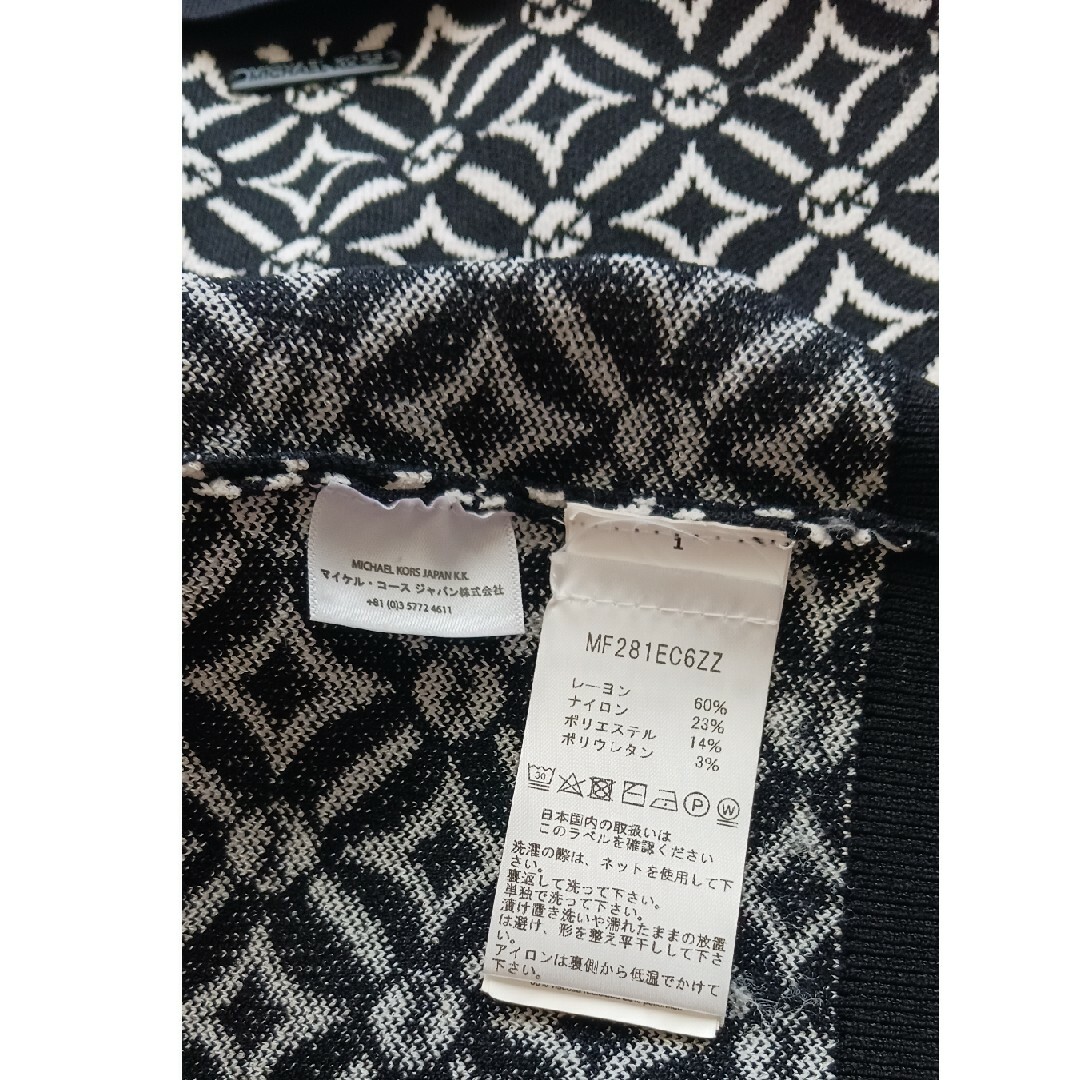 MICHAEL KORS JAPAN K.K.
マイケル・コース ジャパン株式会社
+81 (0)3 5772 4611
1
MF281EC6ZZ
レーヨン 60%
ナイロン 23%
ポリエステル 14%
ポリウレタン 3%
30
P
W
日本国内の取扱いは
このラベルを確認ください
洗濯の際は、ネットを使用して下
さい。
裏返して洗って下さい。
単独で洗って下さい。
漬け置き洗いや濡れたままの放置
は避け、形を整え平干しして下さ
い。
アイロンは裏側から低温でかけて
下さい。